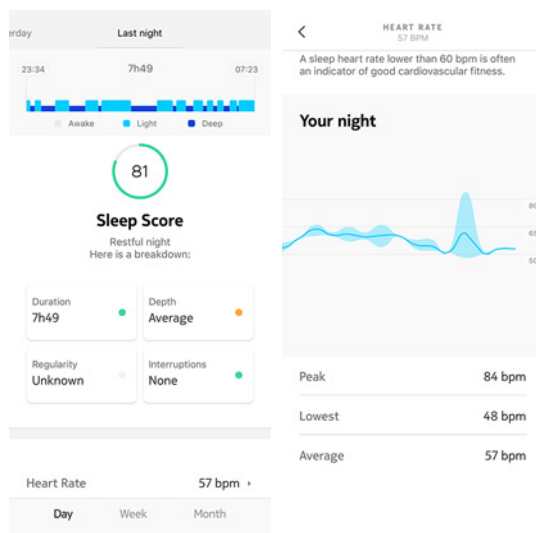 erday Last night
23:34 7h49 07:23
Awake Light Deep
81
Sleep Score
Restful night
Here is a breakdown:
Duration
7h49
Depth
Average
Regularity
Unknown
Interruptions
None
Heart Rate 57 bpm
Day Week Month
HEART RATE
57 BPM
A sleep heart rate lower than 60 bpm is often
an indicator of good cardiovascular fitness.
Your night
80
65
50
Peak 84 bpm
Lowest 48 bpm
Average 57 bpm